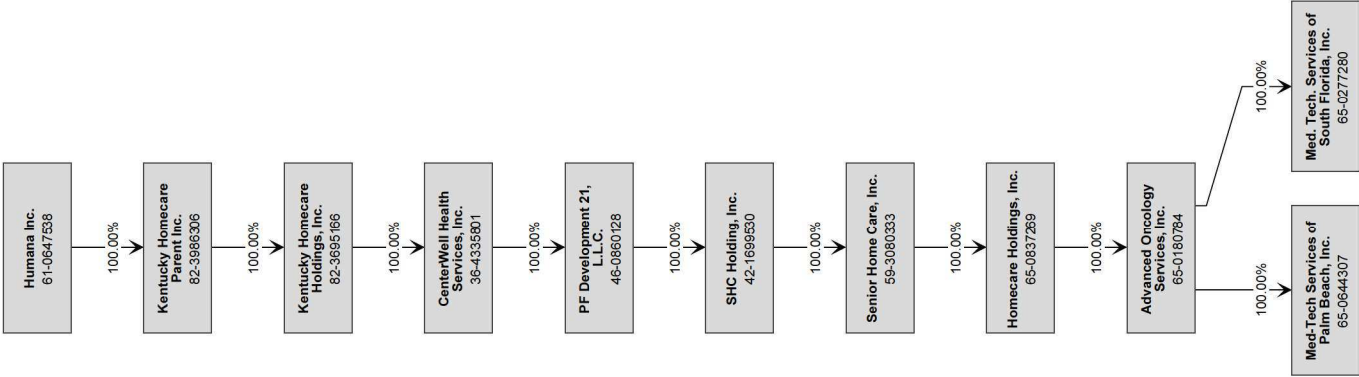 Humana Inc.
61-0647538
100.00%
Kentucky Homecare
Parent Inc.
82-3986306
100.00%
Kentucky Homecare
Holdings, Inc.
82-3695166
100.00%
CenterWell Health
Services, Inc.
36-4335801
100.00%
PF Development 21,
L.L.C.
46-0860128
100.00%
SHC Holding, Inc.
42-1699530
100.00%
Senior Home Care, Inc.
59-3080333
100.00%
Homecare Holdings, Inc.
65-0837269
100.00%
Advanced Oncology
Services, Inc.
65-0180784
100.00%
Med-Tech Services of
Palm Beach, Inc.
65-0644307
100.00%
Med. Tech. Services of
South Florida, Inc.
65-0277280